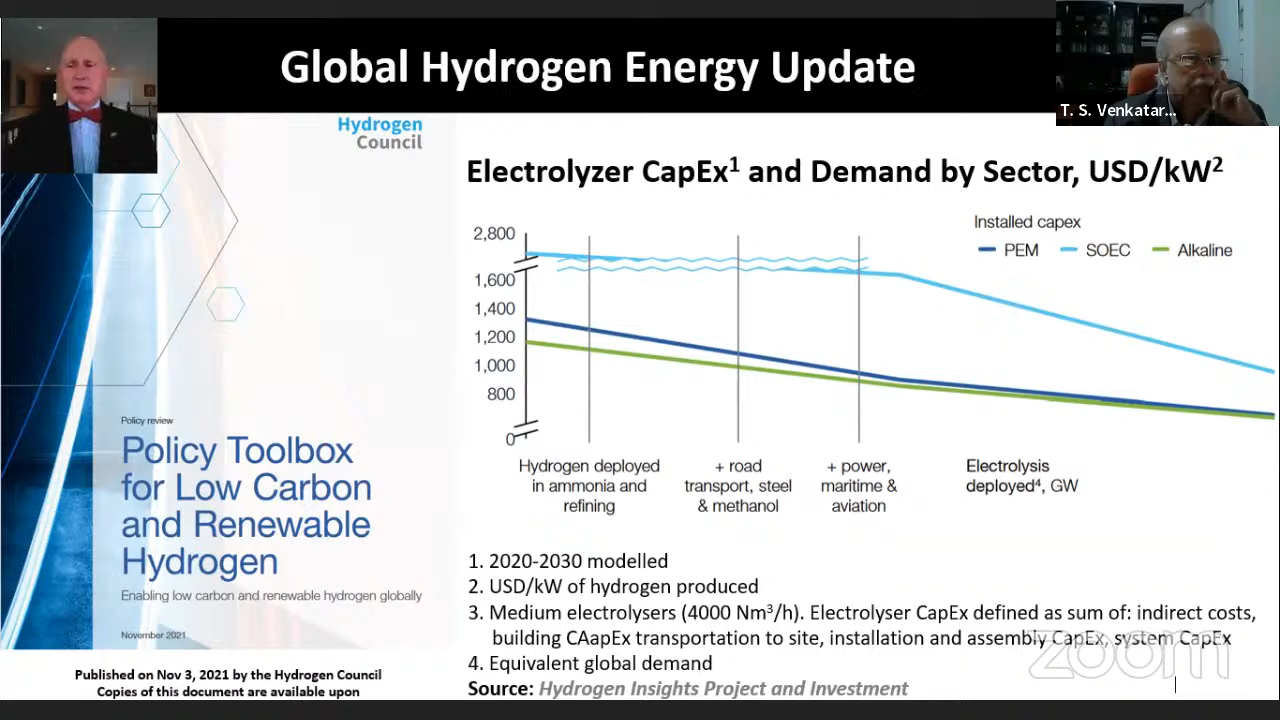 Global Hydrogen Energy Update
T. S. Venkatar...
Hydrogen
Council
Policy review
Policy Toolbox
for Low Carbon
and Renewable
Hydrogen
Enabling low carbon and renewable hydrogen globally
November 2021
Published on Nov 3, 2021 by the Hydrogen Council
Copies of this document are available upon
Electrolyzer CapEx¹ and Demand by Sector, USD/kW²
Installed capex
PEM SOEC Alkaline
2,800
1,600
1,400
1,200
1,000
800
0
Hydrogen deployed
in ammonia and
refining
+ road
transport, steel
& methanol
+ power,
maritime &
aviation
Electrolysis
deployed⁴, GW
1. 2020-2030 modelled
2. USD/kW of hydrogen produced
3. Medium electrolysers (4000 Nm³/h). Electrolyser CapEx defined as sum of: indirect costs,
building CAapEx transportation to site, installation and assembly CapEx, system CapEx
4. Equivalent global demand
Source: Hydrogen Insights Project and Investment
zoom